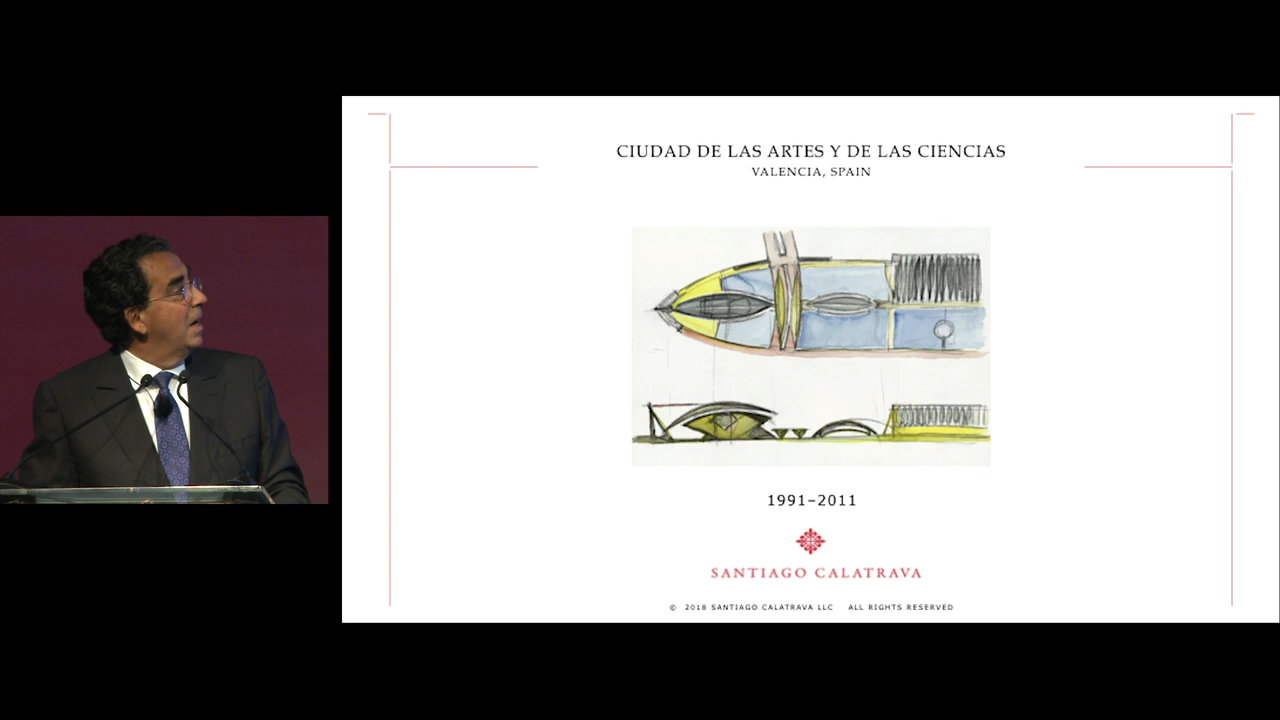 CIUDAD DE LAS ARTES Y DE LAS CIENCIAS
VALENCIA, SPAIN
1991–2011
SANTIAGO CALATRAVA
© 2018 SANTIAGO CALATRAVA LLC ALL RIGHTS RESERVED